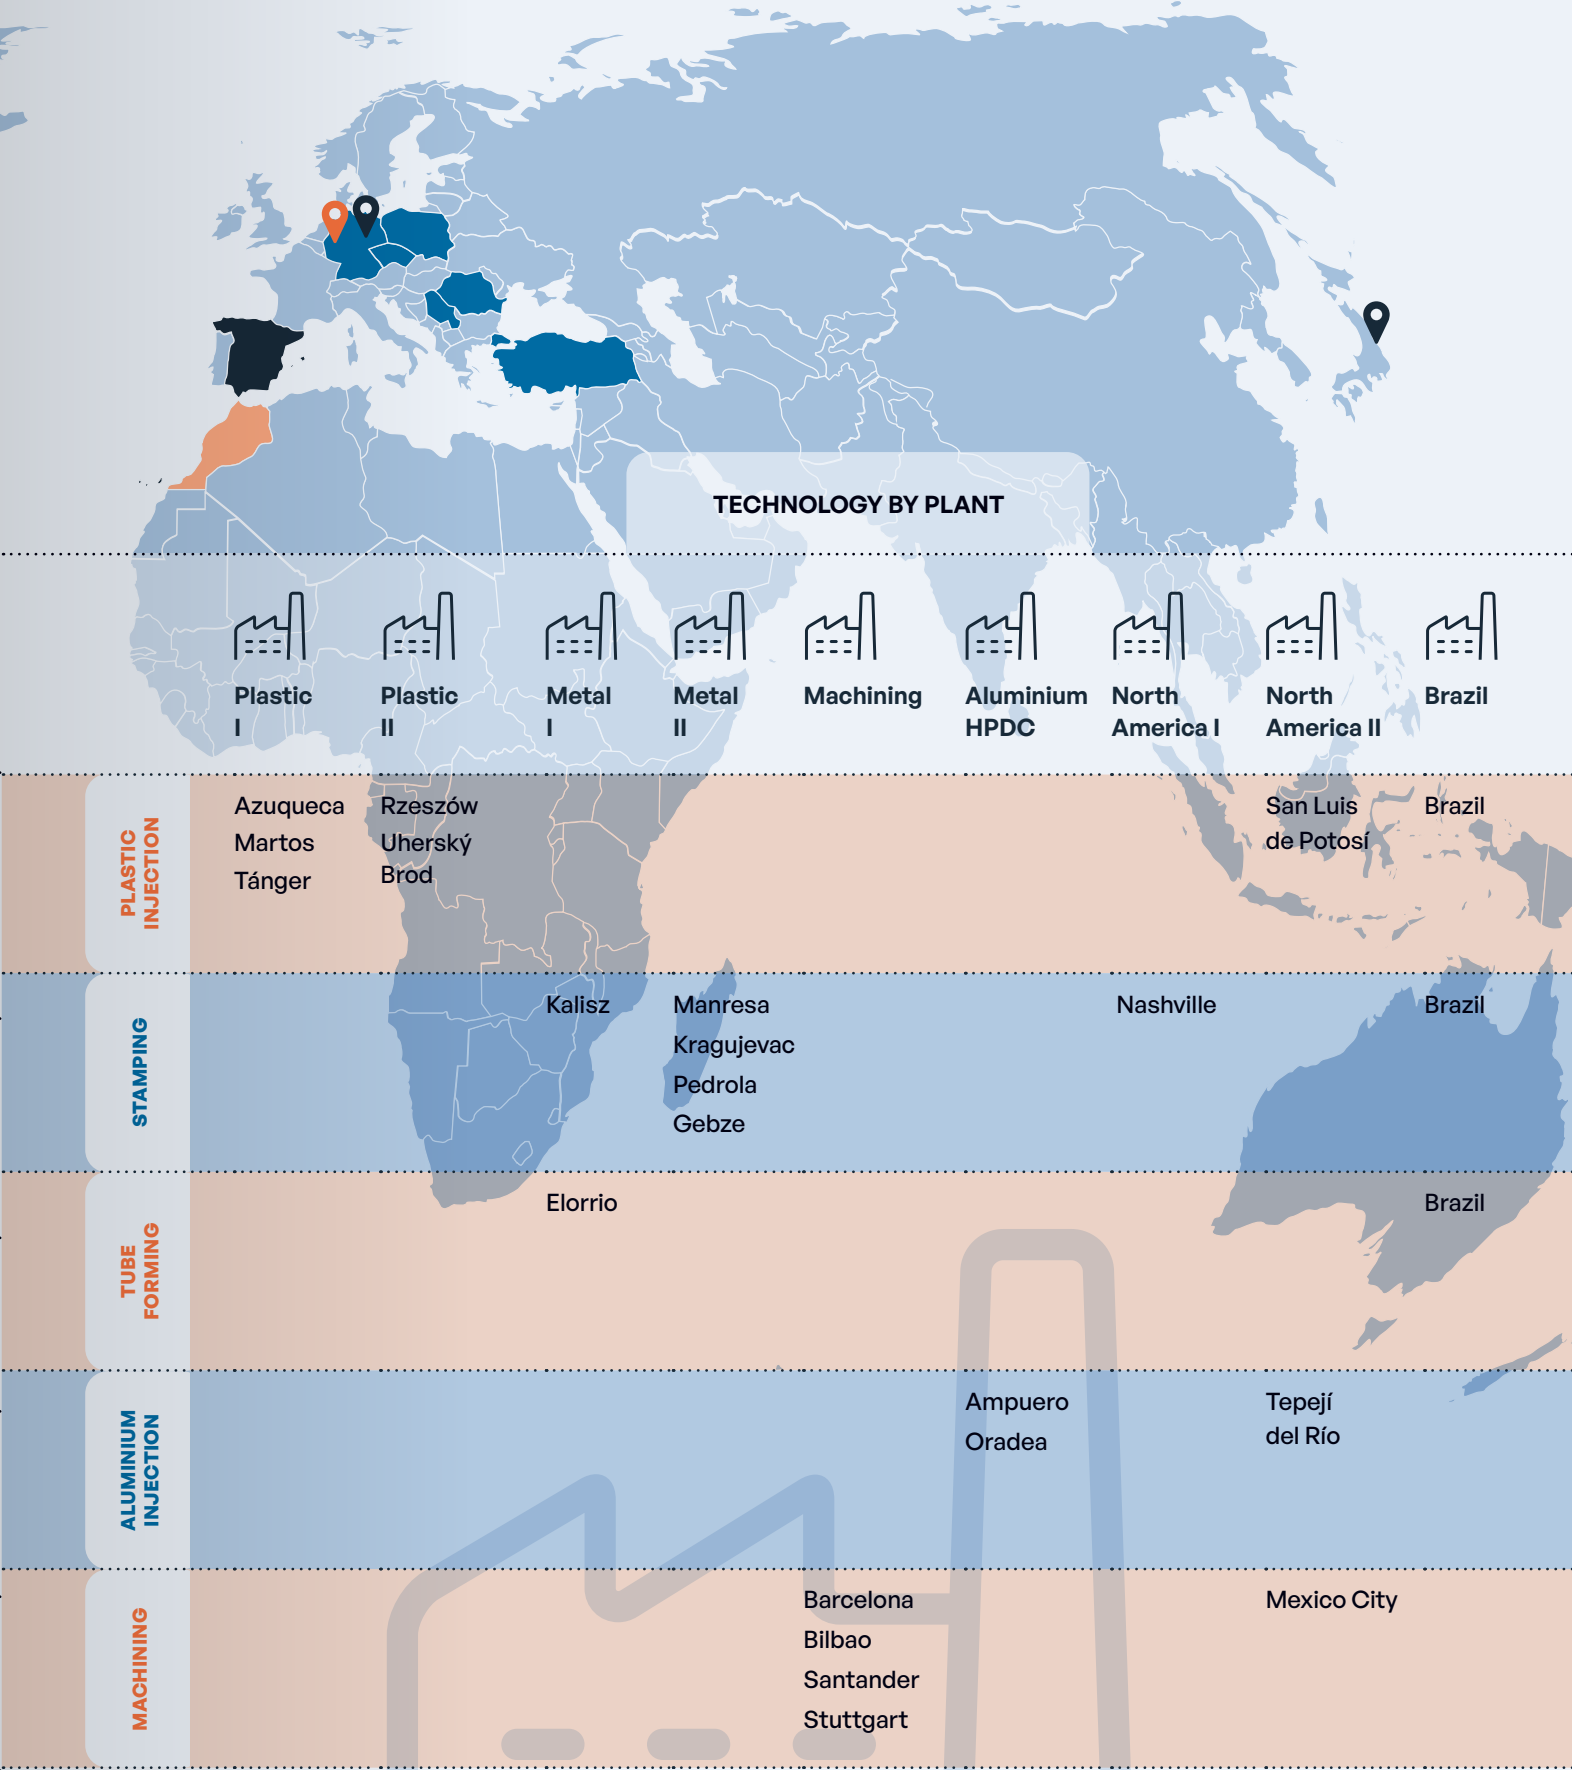 TECHNOLOGY BY PLANT
Plastic
I
Plastic
II
Metal
I
Metal
II
Machining
Aluminium
HPDC
North
America I
North
America II
Brazil
PLASTIC
INJECTION
Azuqueca
Martos
Tánger
Rzeszów
Uherský
Brod
San Luis
de Potosí
Brazil
STAMPING
Kalisz
Manresa
Kragujevac
Pedrola
Gebze
Nashville
Brazil
TUBE
FORMING
Elorrio
Brazil
ALUMINIUM
INJECTION
Ampuero
Oradea
Tepejí
del Río
MACHINING
Barcelona
Bilbao
Santander
Stuttgart
Mexico City